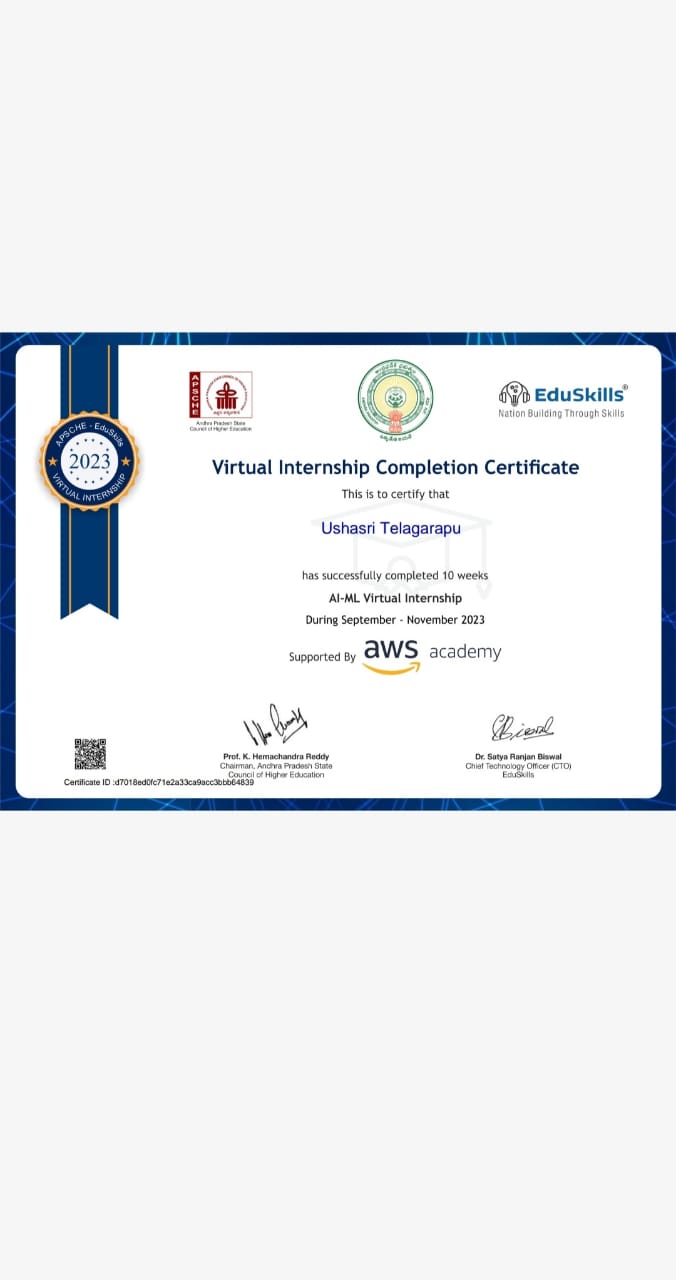 APSCHE - EduSkills
2023
VIRTUAL INTERNSHIP
APSCHE
Andhra Pradesh State
Council of Higher Education
EduSkills®
Nation Building Through Skills
Virtual Internship Completion Certificate
This is to certify that
Ushasri Telagarapu
has successfully completed 10 weeks
AI-ML Virtual Internship
During September - November 2023
Supported By aws academy
Prof. K. Hemachandra Reddy
Chairman, Andhra Pradesh State
Council of Higher Education
Dr. Satya Ranjan Biswal
Chief Technology Officer (CTO)
EduSkills
Certificate ID :d7018ed0fc71e2a33ca9acc3bbb64839